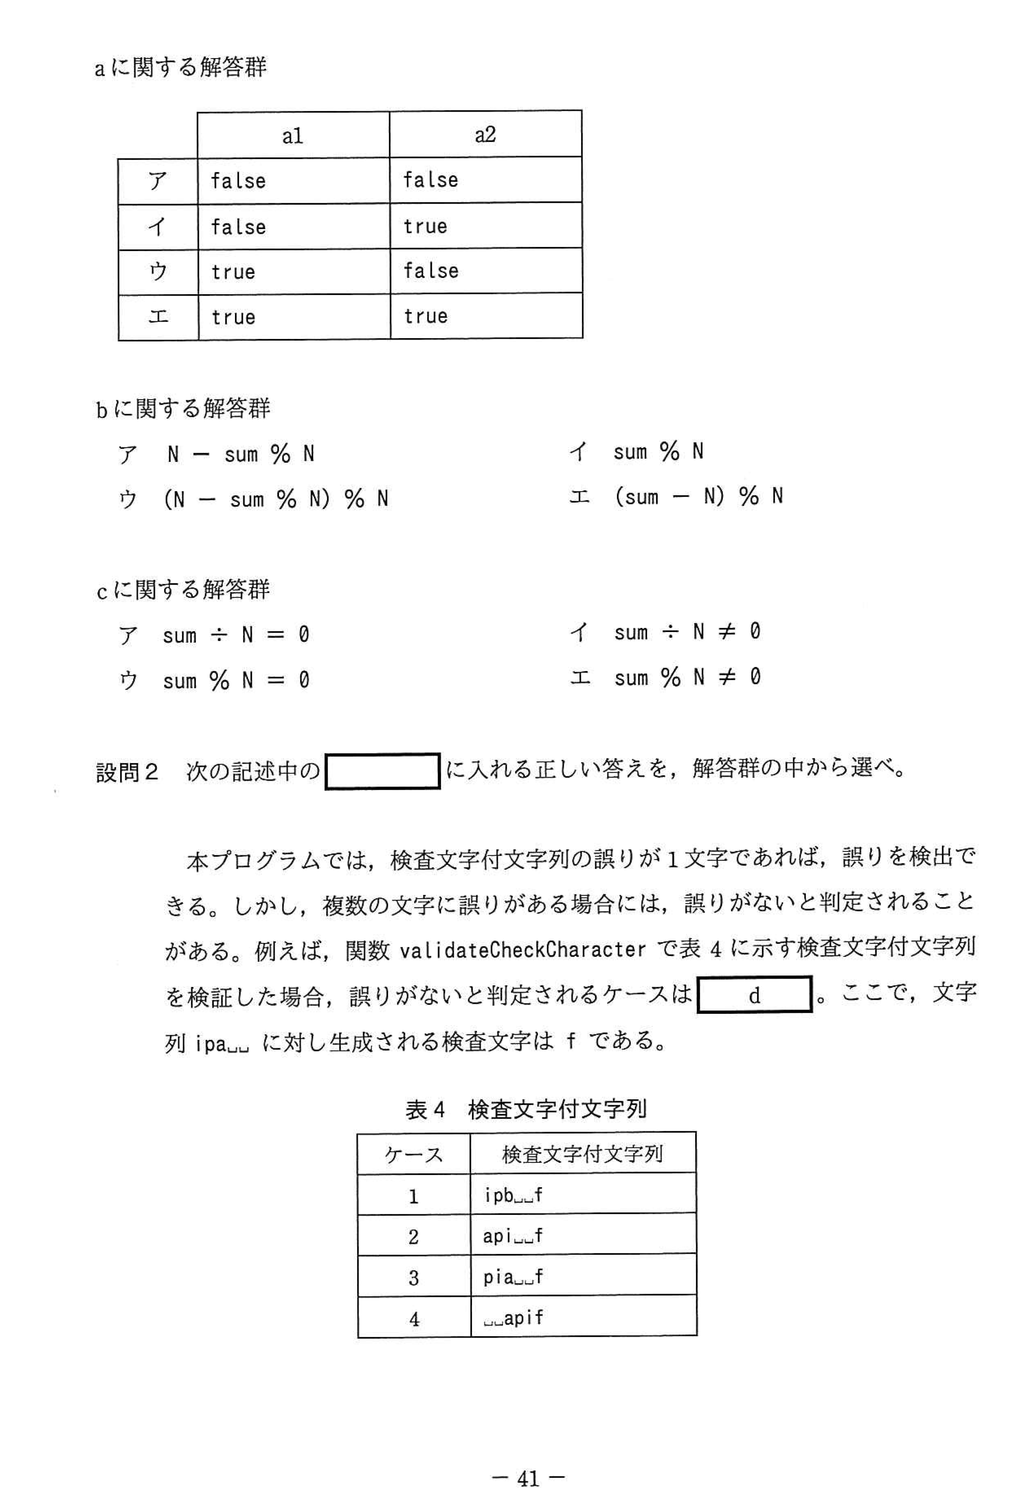 aに関する解答群
a1 a2
ア false false
イ false true
ウ true false
エ true true
bに関する解答群
ア N － sum % N イ sum % N
ウ (N － sum % N) % N エ (sum － N) % N
cに関する解答群
ア sum ÷ N = 0 イ sum ÷ N ≠ 0
ウ sum % N = 0 エ sum % N ≠ 0
設問2 次の記述中の に入れる正しい答えを，解答群の中から選べ。
本プログラムでは，検査文字付文字列の誤りが1文字であれば，誤りを検出で
きる。しかし，複数の文字に誤りがある場合には，誤りがないと判定されること
がある。例えば，関数 validateCheckCharacter で表 4 に示す検査文字付文字列
を検証した場合，誤りがないと判定されるケースは d 。ここで，文字
列 ipa␣␣ に対し生成される検査文字は f である。
表4 検査文字付文字列
ケース 検査文字付文字列
1 ipb␣␣f
2 api␣␣f
3 pia␣␣f
4 ␣␣apif
－ 41 －